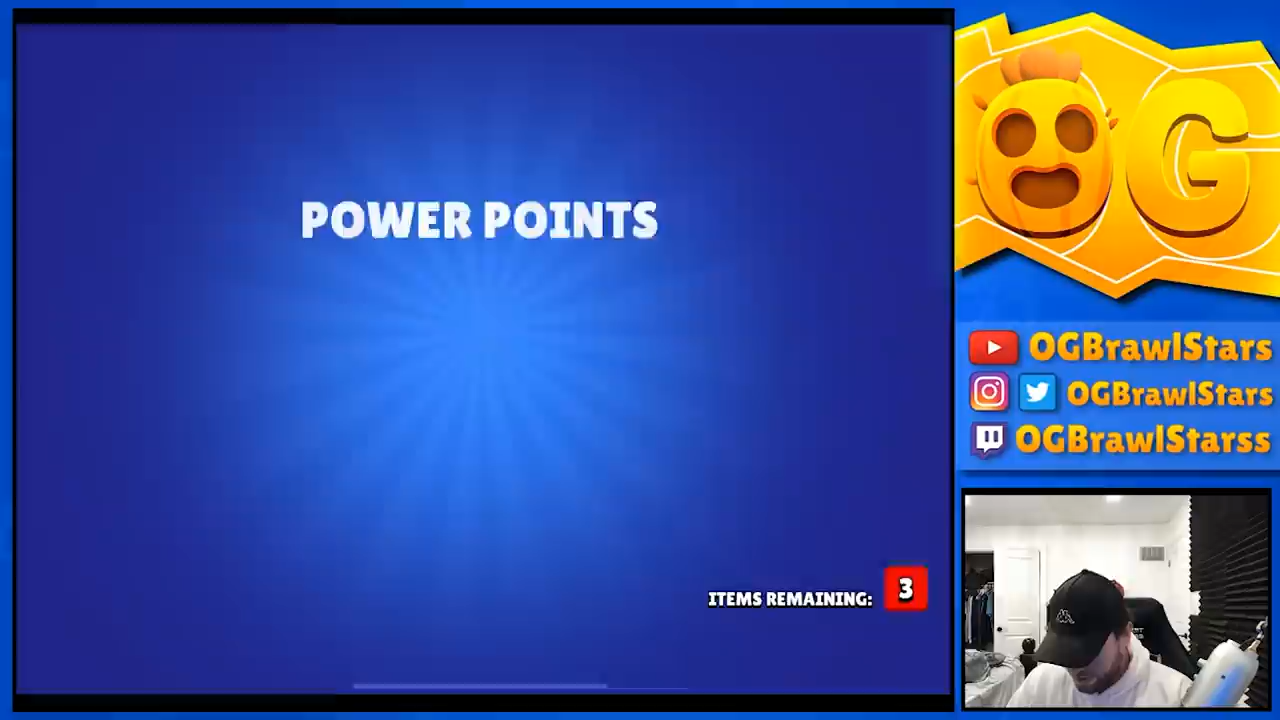 POWER POINTS
ITEMS REMAINING: 3
OG
OGBrawlStars
OGBrawlStars
OGBrawlStarss